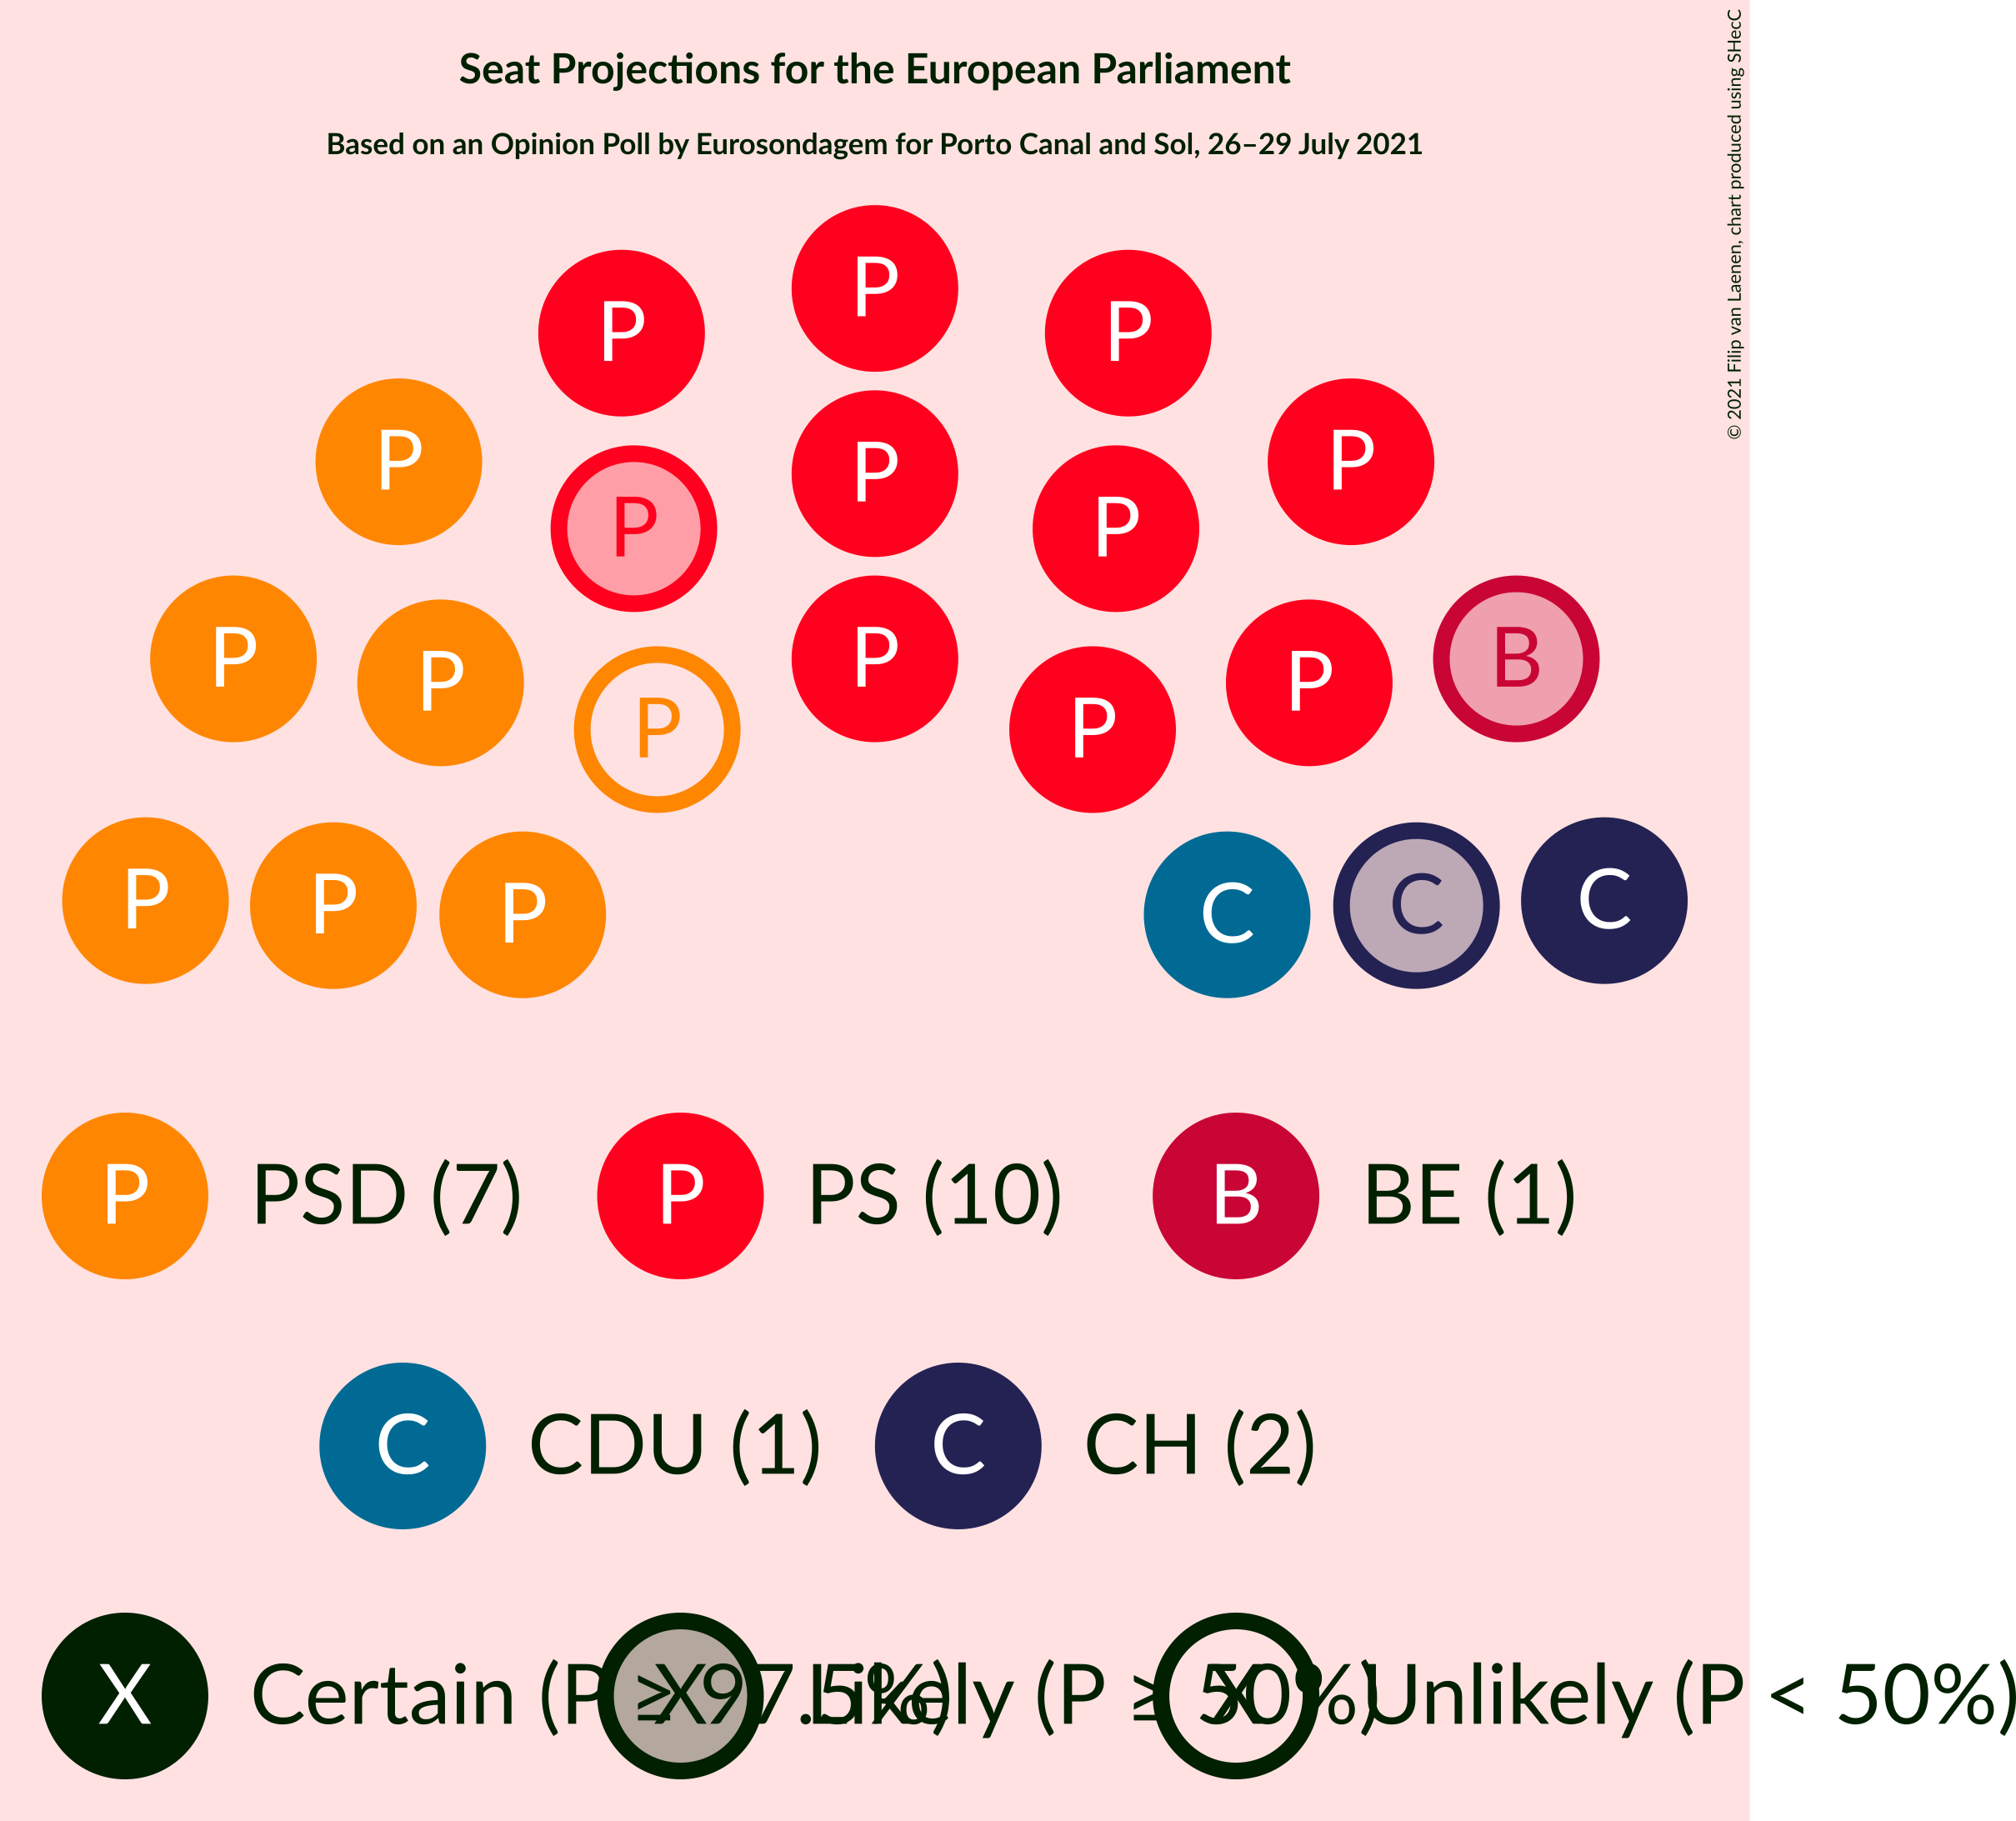 Seat Projections for the European Parliament
Based on an Opinion Poll by Eurosondagem for Porto Canal and Sol, 26–29 July 2021
© 2021 Filip van Laenen, chart produced using SHecC
P
P P
P P
P
P P
P P B
P P P
P P
P P P C C C
P PSD (7) P PS (10) B BE (1)
C CDU (1) C CH (2)
X Certain (P ≥ 97.5%) X Likely (P ≥ 50%) X Unlikely (P < 50%)